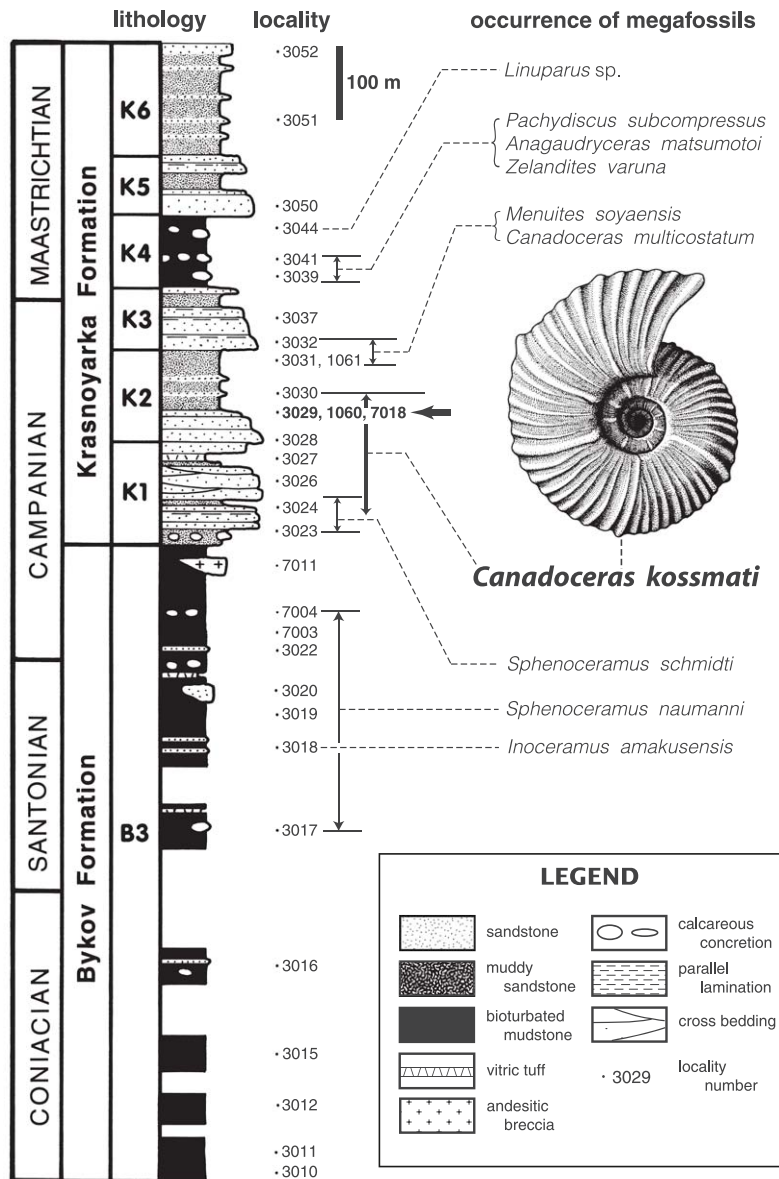 lithology
locality
occurrence of megafossils
MAASTRICHTIAN
CAMPANIAN
SANTONIAN
CONIACIAN
Krasnoyarka Formation
Bykov Formation
K6
K5
K4
K3
K2
K1
B3
100 m
·3052
·3051
·3050
·3044
·3041
·3039
·3037
·3032
·3031, 1061
·3030
·3029, 1060, 7018
·3028
·3027
·3026
·3024
·3023
·7011
·7004
·7003
·3022
·3020
·3019
·3018
·3017
·3016
·3015
·3012
·3011
·3010
Linuparus sp.
Pachydiscus subcompressus
Anagaudryceras matsumotoi
Zelandites varuna
Menuites soyaensis
Canadoceras multicostatum
Canadoceras kossmati
Sphenoceramus schmidti
Sphenoceramus naumanni
Inoceramus amakusensis
LEGEND
sandstone
muddy
sandstone
bioturbated
mudstone
vitric tuff
andesitic
breccia
calcareous
concretion
parallel
lamination
cross bedding
· 3029
locality
number